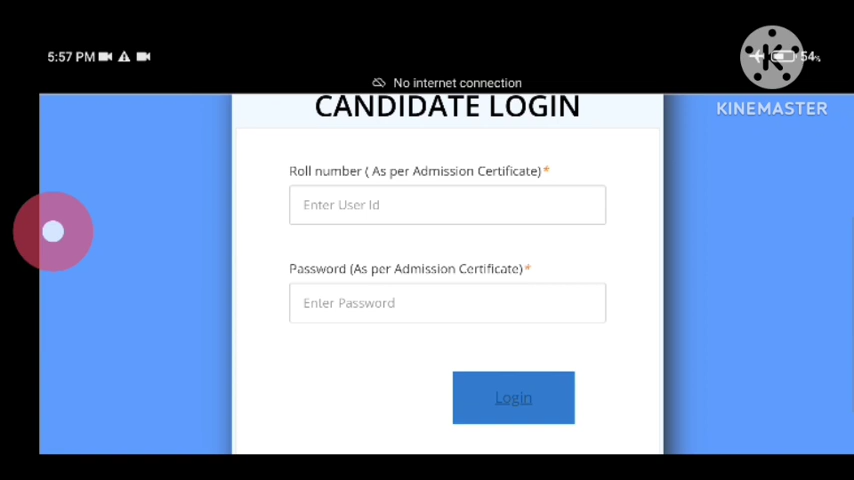 5:57 PM
54%
No internet connection
KINEMASTER
CANDIDATE LOGIN
Roll number ( As per Admission Certificate)*
Enter User Id
Password (As per Admission Certificate)*
Enter Password
Login